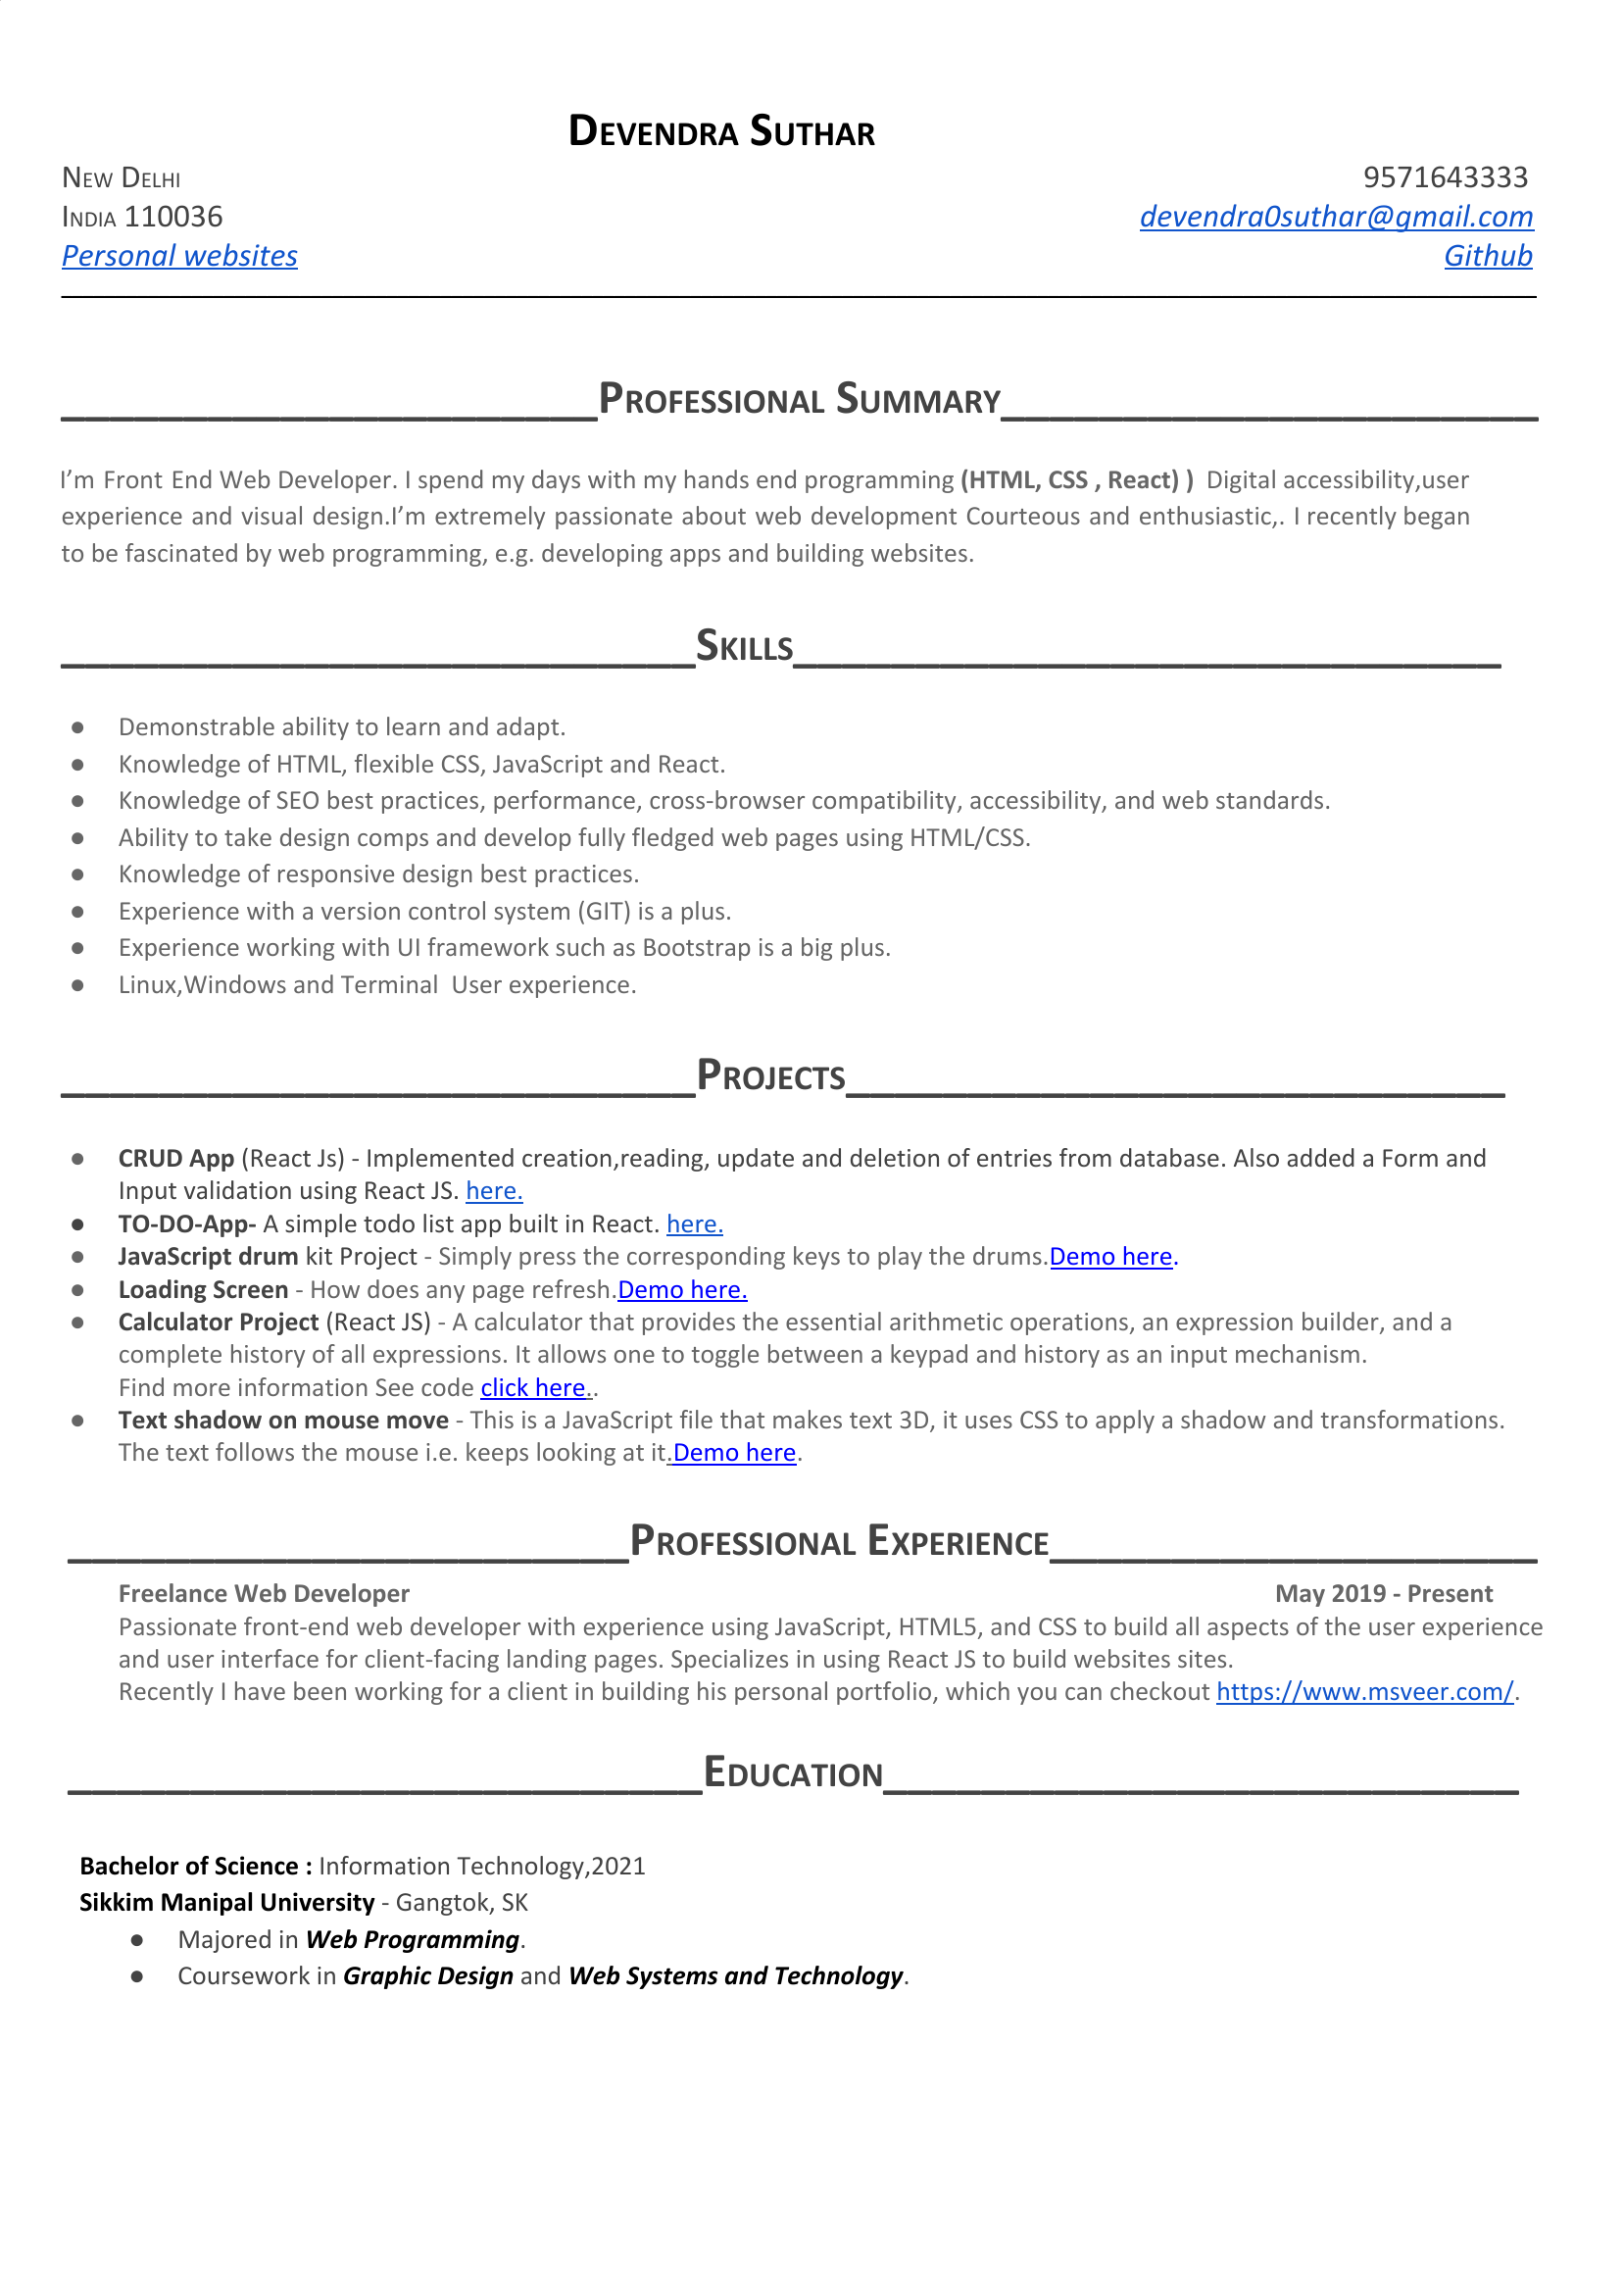 Devendra Suthar
New Delhi 9571643333
India 110036 devendra0suthar@gmail.com
Personal websites Github
______________________Professional Summary______________________
I’m Front End Web Developer. I spend my days with my hands end programming (HTML, CSS , React) ) Digital accessibility,user
experience and visual design.I’m extremely passionate about web development Courteous and enthusiastic,. I recently began
to be fascinated by web programming, e.g. developing apps and building websites.
__________________________Skills_____________________________
● Demonstrable ability to learn and adapt.
● Knowledge of HTML, flexible CSS, JavaScript and React.
● Knowledge of SEO best practices, performance, cross-browser compatibility, accessibility, and web standards.
● Ability to take design comps and develop fully fledged web pages using HTML/CSS.
● Knowledge of responsive design best practices.
● Experience with a version control system (GIT) is a plus.
● Experience working with UI framework such as Bootstrap is a big plus.
● Linux,Windows and Terminal User experience.
__________________________Projects___________________________
● CRUD App (React Js) - Implemented creation,reading, update and deletion of entries from database. Also added a Form and
Input validation using React JS. here.
● TO-DO-App- A simple todo list app built in React. here.
● JavaScript drum kit Project - Simply press the corresponding keys to play the drums.Demo here.
● Loading Screen - How does any page refresh.Demo here.
● Calculator Project (React JS) - A calculator that provides the essential arithmetic operations, an expression builder, and a
complete history of all expressions. It allows one to toggle between a keypad and history as an input mechanism.
Find more information See code click here..
● Text shadow on mouse move - This is a JavaScript file that makes text 3D, it uses CSS to apply a shadow and transformations.
The text follows the mouse i.e. keeps looking at it.Demo here.
_______________________Professional Experience____________________
Freelance Web Developer May 2019 - Present
Passionate front-end web developer with experience using JavaScript, HTML5, and CSS to build all aspects of the user experience
and user interface for client-facing landing pages. Specializes in using React JS to build websites sites.
Recently I have been working for a client in building his personal portfolio, which you can checkout https://www.msveer.com/.
__________________________Education__________________________
Bachelor of Science : Information Technology,2021
Sikkim Manipal University - Gangtok, SK
● Majored in Web Programming.
● Coursework in Graphic Design and Web Systems and Technology.